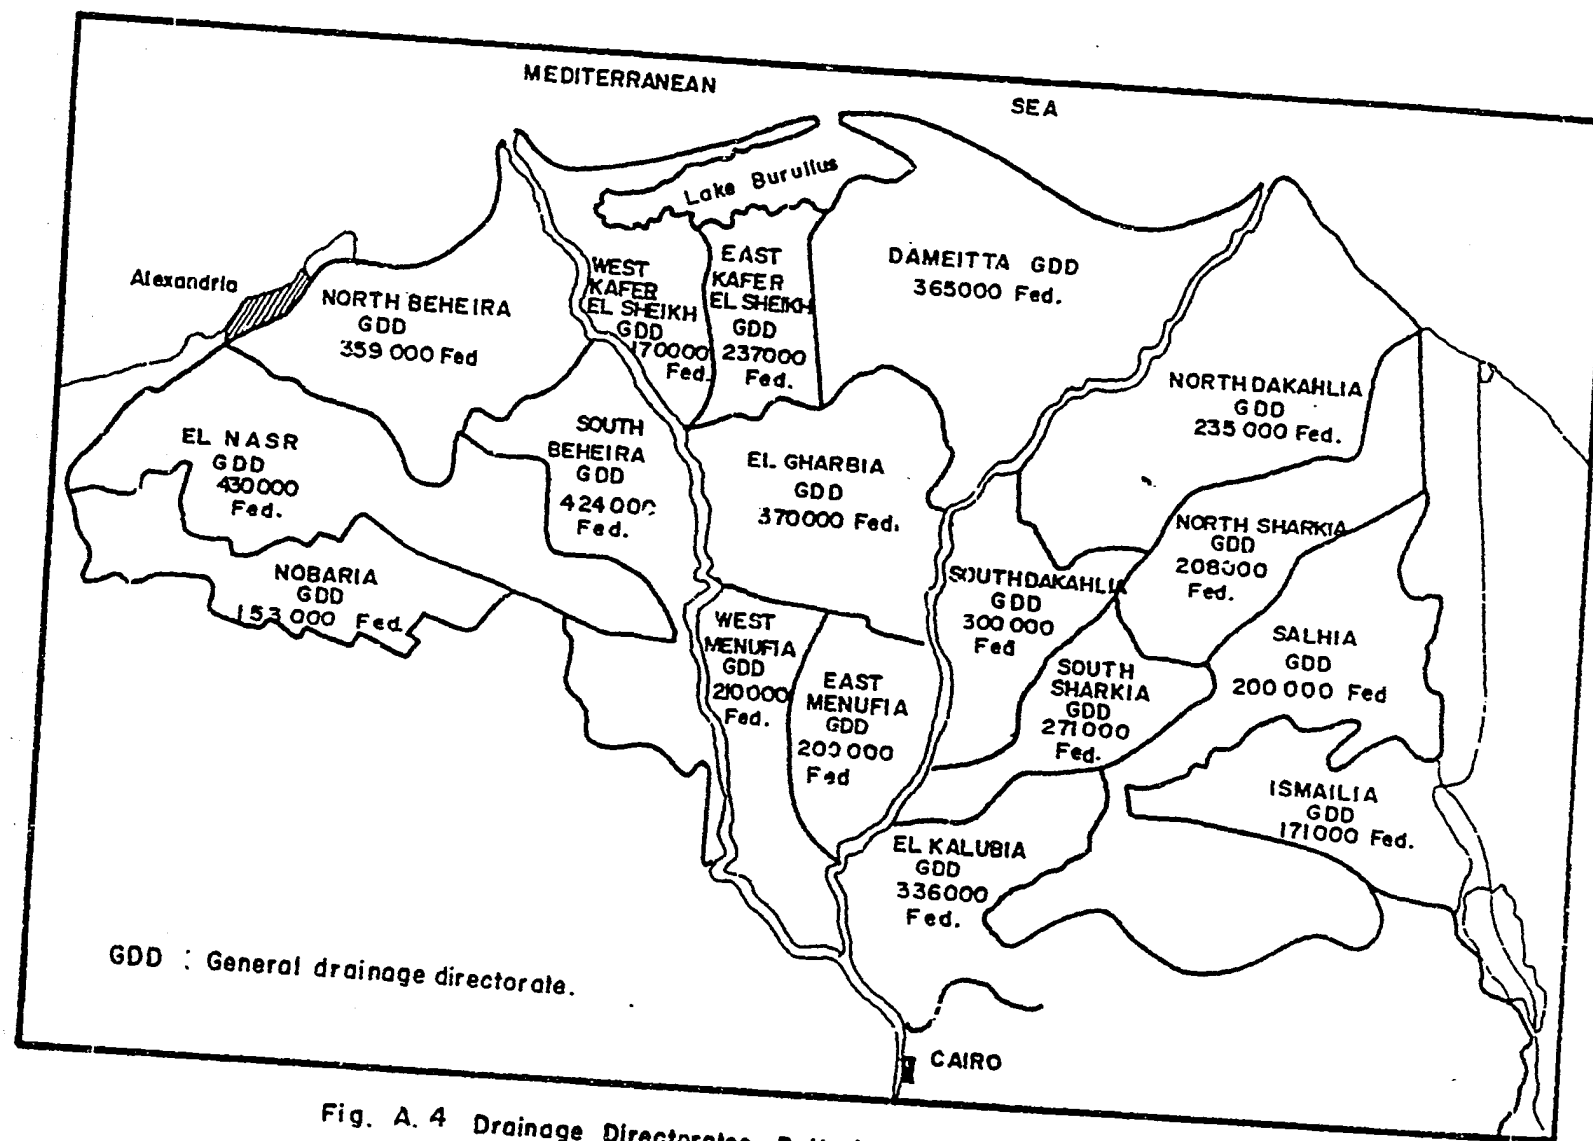 MEDITERRANEAN SEA
Lake Burullus
Alexandria
NORTH BEHEIRA
GDD
359 000 Fed
WEST
KAFER
EL SHEIKH
GDD
170000
Fed.
EAST
KAFER
EL SHEIKH
GDD
237000
Fed.
DAMEITTA GDD
365000 Fed.
NORTH DAKAHLIA
GDD
235 000 Fed.
EL NASR
GDD
430000
Fed.
SOUTH
BEHEIRA
GDD
424000
Fed.
EL GHARBIA
GDD
370000 Fed.
NORTH SHARKIA
GDD
208000
Fed.
NOBARIA
GDD
153 000 Fed.
SOUTH DAKAHLIA
GDD
300 000
Fed
WEST
MENUFIA
GDD
210000
Fed.
EAST
MENUFIA
GDD
200 000
Fed
SOUTH
SHARKIA
GDD
271000
Fed.
SALHIA
GDD
200 000 Fed
ISMAILIA
GDD
171000 Fed.
EL KALUBIA
GDD
336000
Fed.
GDD : General drainage directorate.
CAIRO
Fig. A. 4 Drainage Directorates